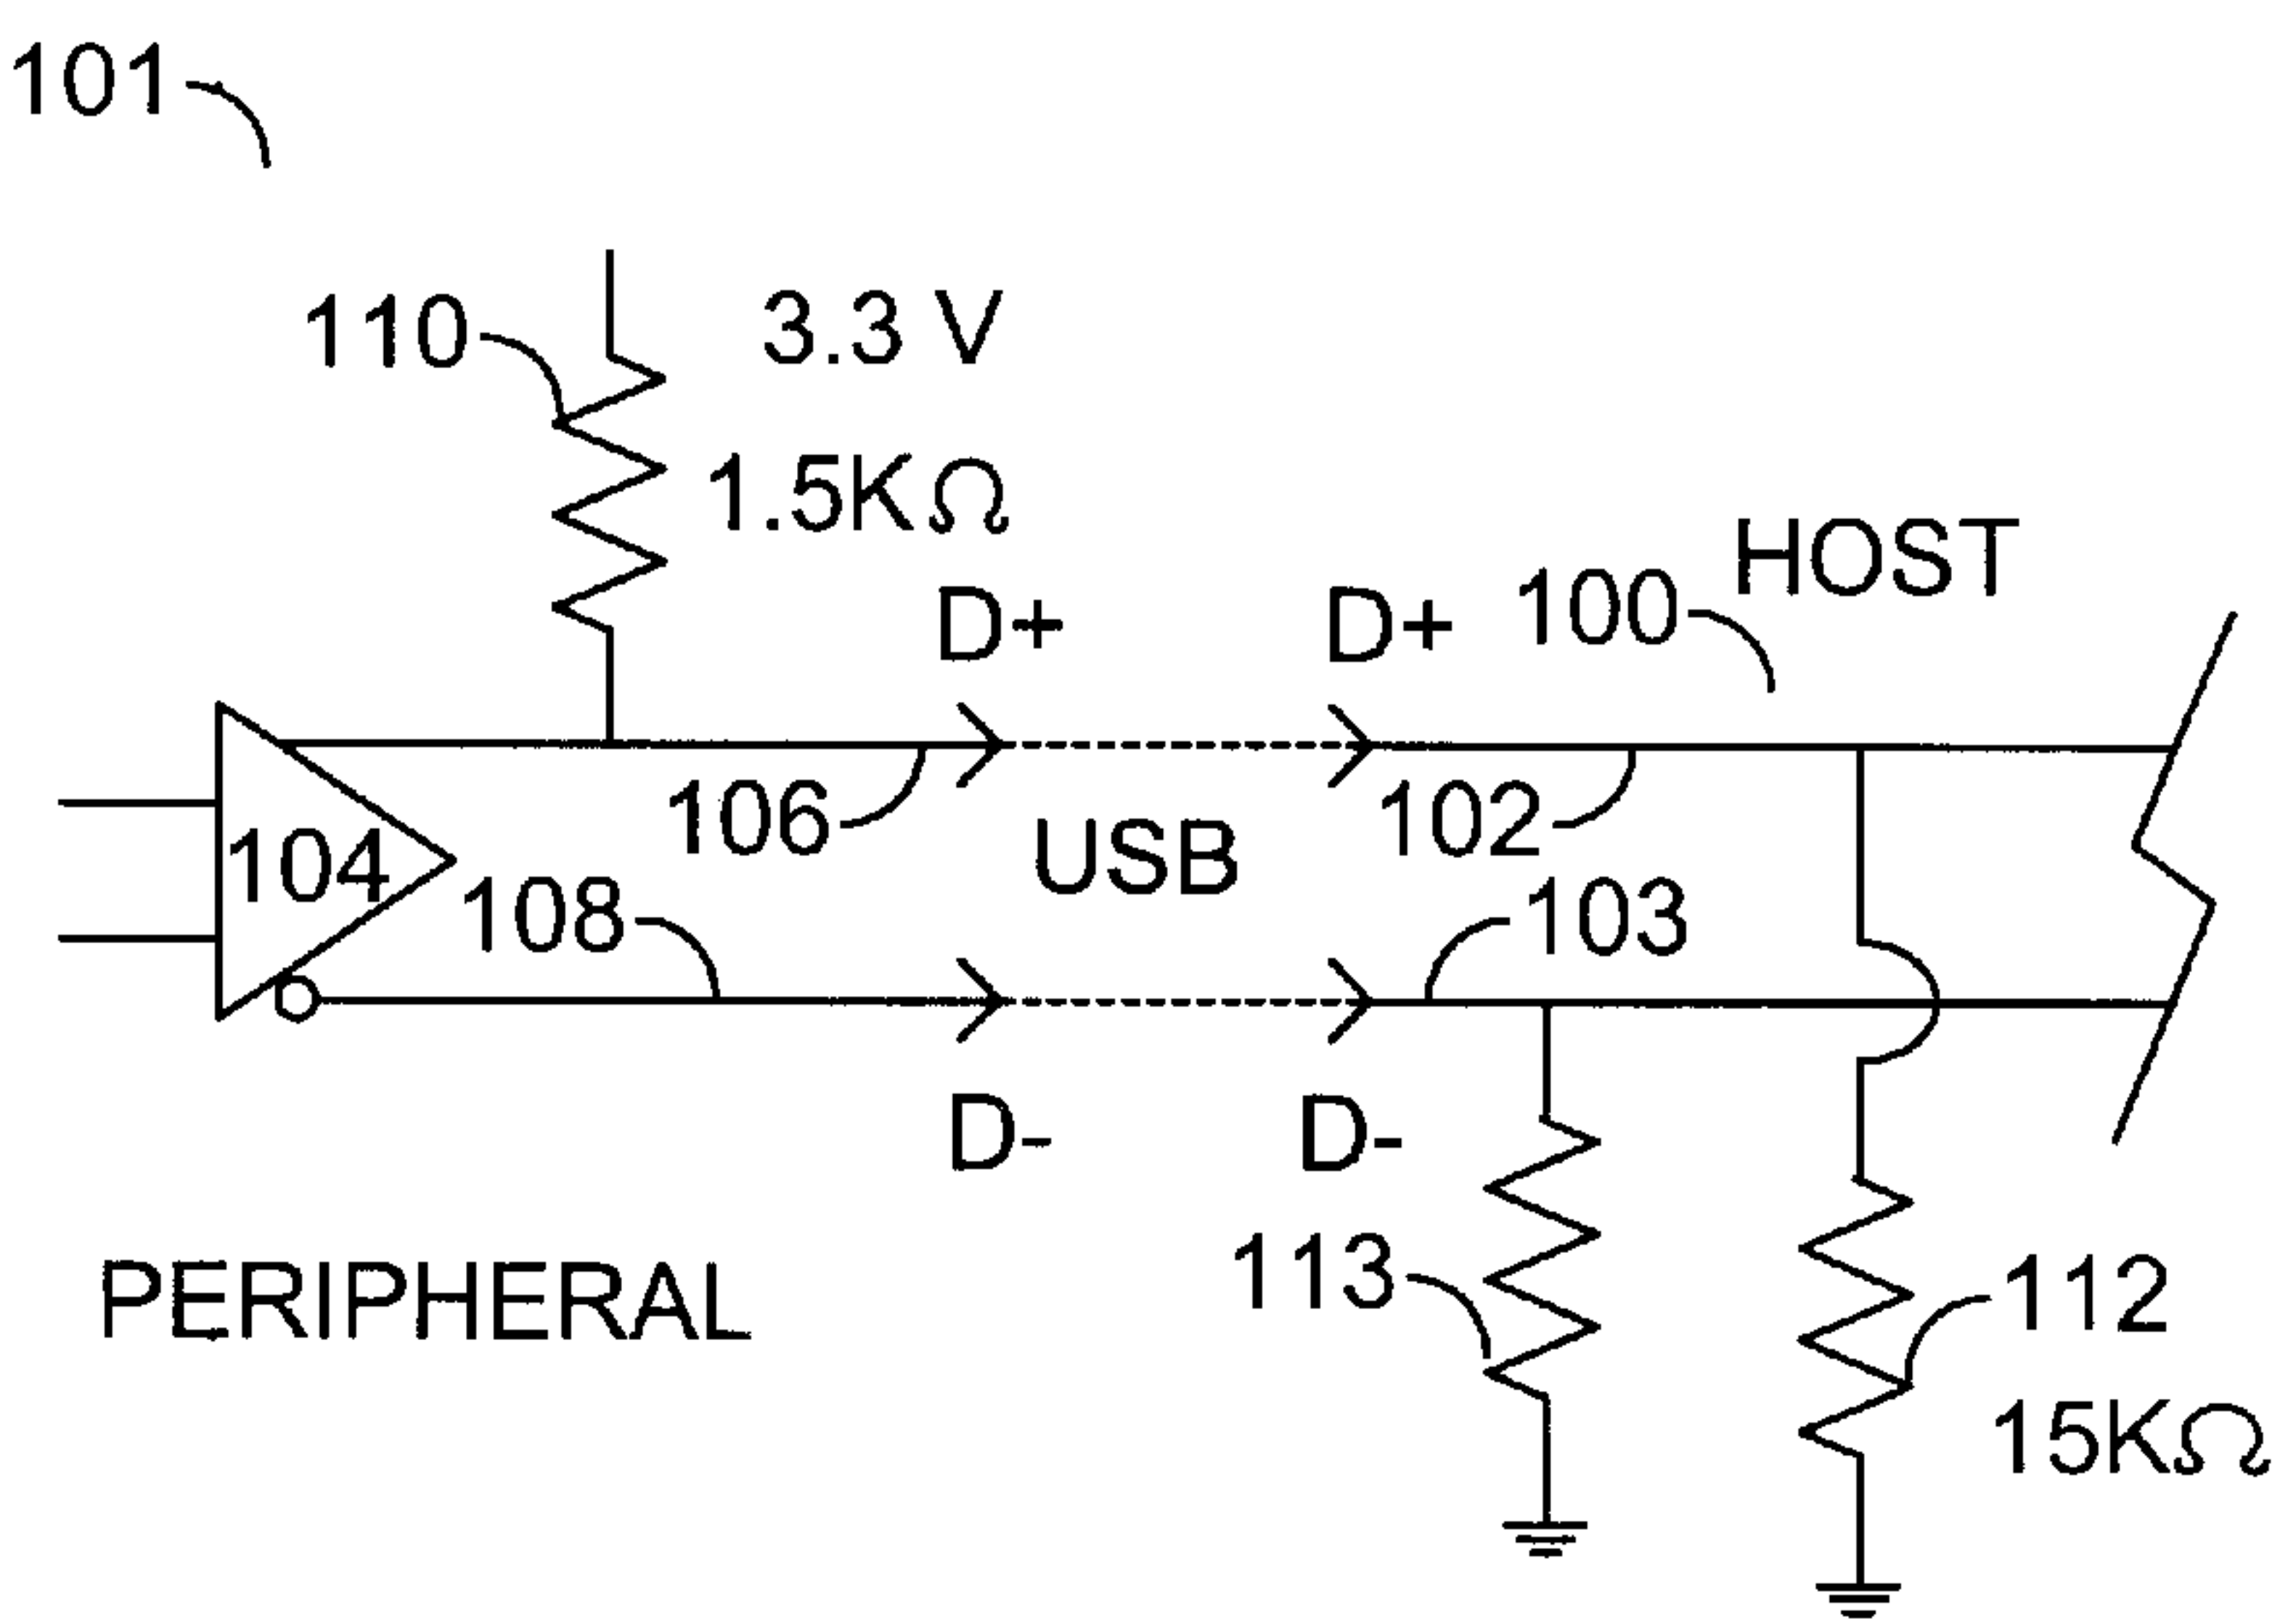 101
110
3.3 V
1.5KΩ
HOST
D+
D+
100
106
102
104
USB
108
103
D-
D-
PERIPHERAL
113
112
15KΩ